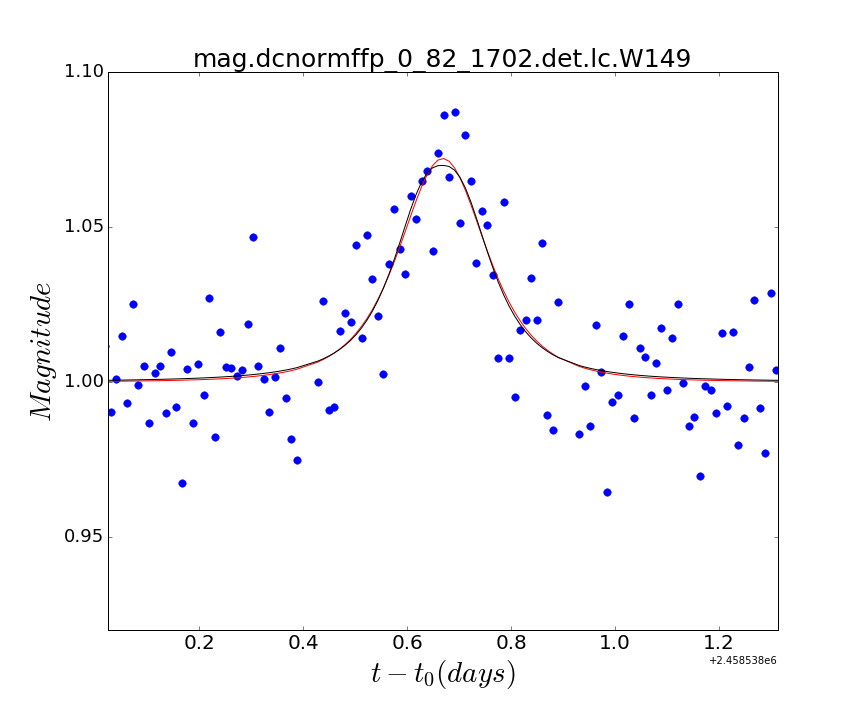 mag.dcnormffp_0_82_1702.det.lc.W149
1.10
1.05
1.00
0.95
Magnitude
0.2 0.4 0.6 0.8 1.0 1.2
+2.458538e6
t − t₀(days)